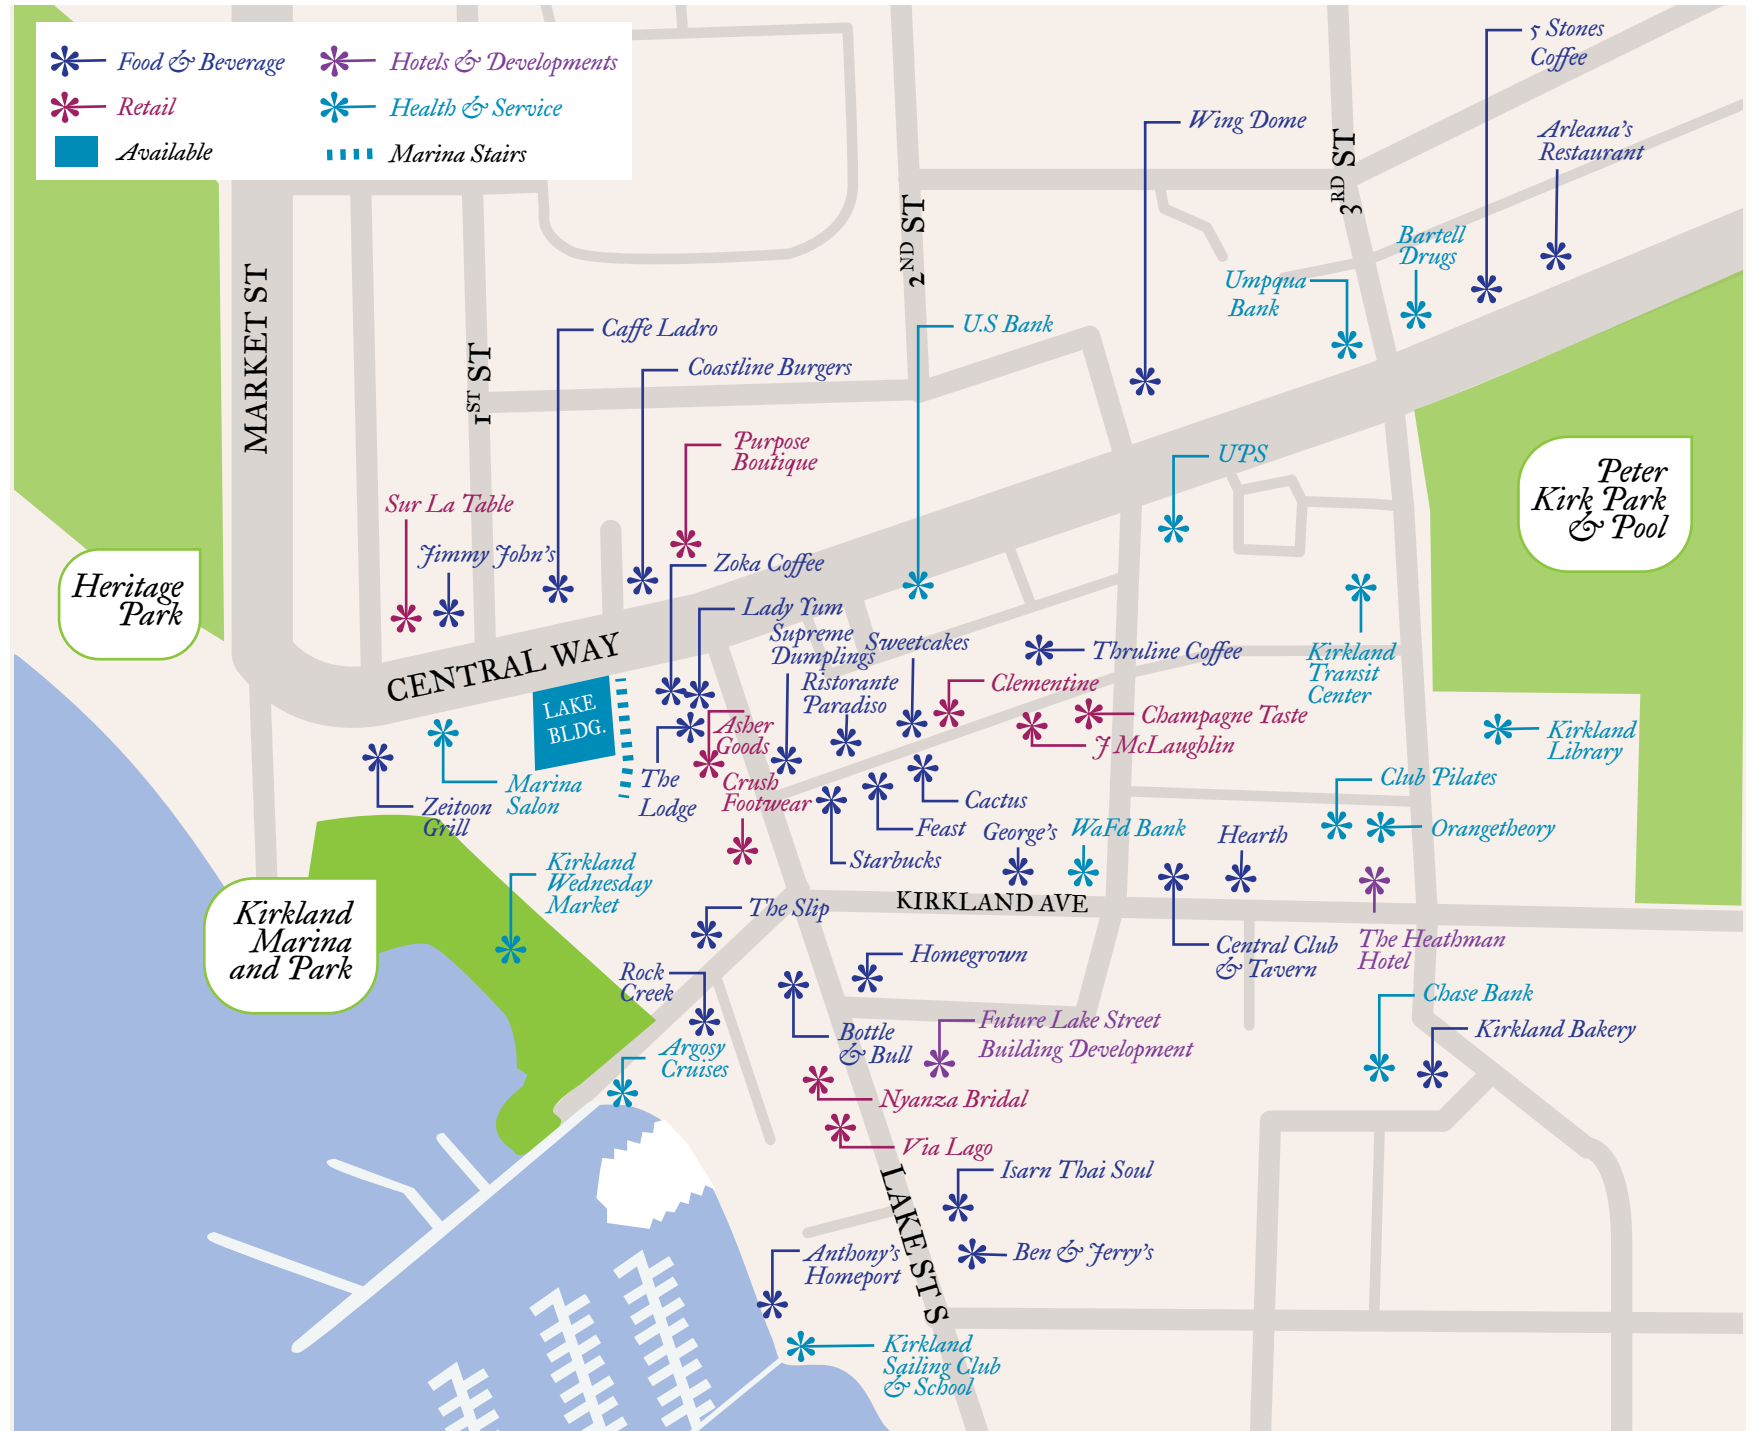 Food & Beverage
Hotels & Developments
Retail
Health & Service
Available
Marina Stairs
5 Stones
Coffee
Wing Dome
Arleana's
Restaurant
3RD ST
2ND ST
Bartell
Drugs
Umpqua
Bank
MARKET ST
1ST ST
Caffe Ladro
U.S Bank
Coastline Burgers
Purpose
Boutique
UPS
Peter
Kirk Park
& Pool
Sur La Table
Jimmy John's
Zoka Coffee
Heritage
Park
Lady Yum
Supreme
Dumplings
Sweetcakes
CENTRAL WAY
Thruline Coffee
Kirkland
Transit
Center
Ristorante
Paradiso
Clementine
LAKE
BLDG.
Asher
Goods
Champagne Taste
J McLaughlin
Kirkland
Library
The
Lodge
Crush
Footwear
Marina
Salon
Zeitoon
Grill
Club Pilates
Cactus
Feast
George's
WaFd Bank
Hearth
Orangetheory
Starbucks
Kirkland
Wednesday
Market
KIRKLAND AVE
The Slip
Kirkland
Marina
and Park
Homegrown
Central Club
& Tavern
The Heathman
Hotel
Rock
Creek
Chase Bank
Future Lake Street
Building Development
Kirkland Bakery
Bottle
& Bull
Argosy
Cruises
Nyanza Bridal
Via Lago
Isarn Thai Soul
LAKE ST S
Anthony's
Homeport
Ben & Jerry's
Kirkland
Sailing Club
& School